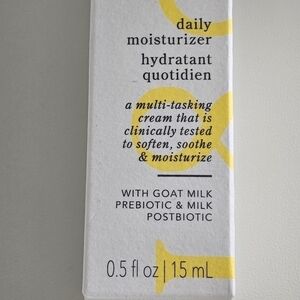 daily
moisturizer
hydratant
quotidien
a multi-tasking
cream that is
clinically tested
to soften, soothe
& moisturize
WITH GOAT MILK
PREBIOTIC & MILK
POSTBIOTIC
0.5 fl oz | 15 mL